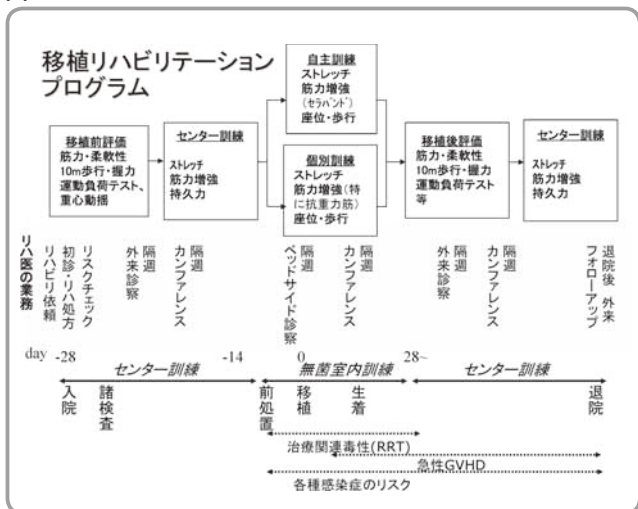 移植リハビリテーション
プログラム
移植前評価
筋力・柔軟性
10m歩行・握力
運動負荷テスト、
重心動揺
センター訓練
ストレッチ
筋力増強
持久力
自主訓練
ストレッチ
筋力増強
(セラバンド)
座位・歩行
個別訓練
ストレッチ
筋力増強(特
に抗重力筋)
座位・歩行
移植後評価
筋力・柔軟性
10m歩行・握力
運動負荷テスト
等
センター訓練
ストレッチ
筋力増強
持久力
リハ医の業務
リハビリ依頼
初診・リハ処方
リスクチェック
外来診察
隔週
カンファレンス
隔週
ベッドサイド診察
隔週
カンファレンス
隔週
外来診察
隔週
カンファレンス
隔週
退院後 外来
フォローアップ
day -28 -14 0 28~
センター訓練
無菌室内訓練
センター訓練
入院
諸検査
前処置
移植
生着
退院
治療関連毒性(RRT)
急性GVHD
各種感染症のリスク